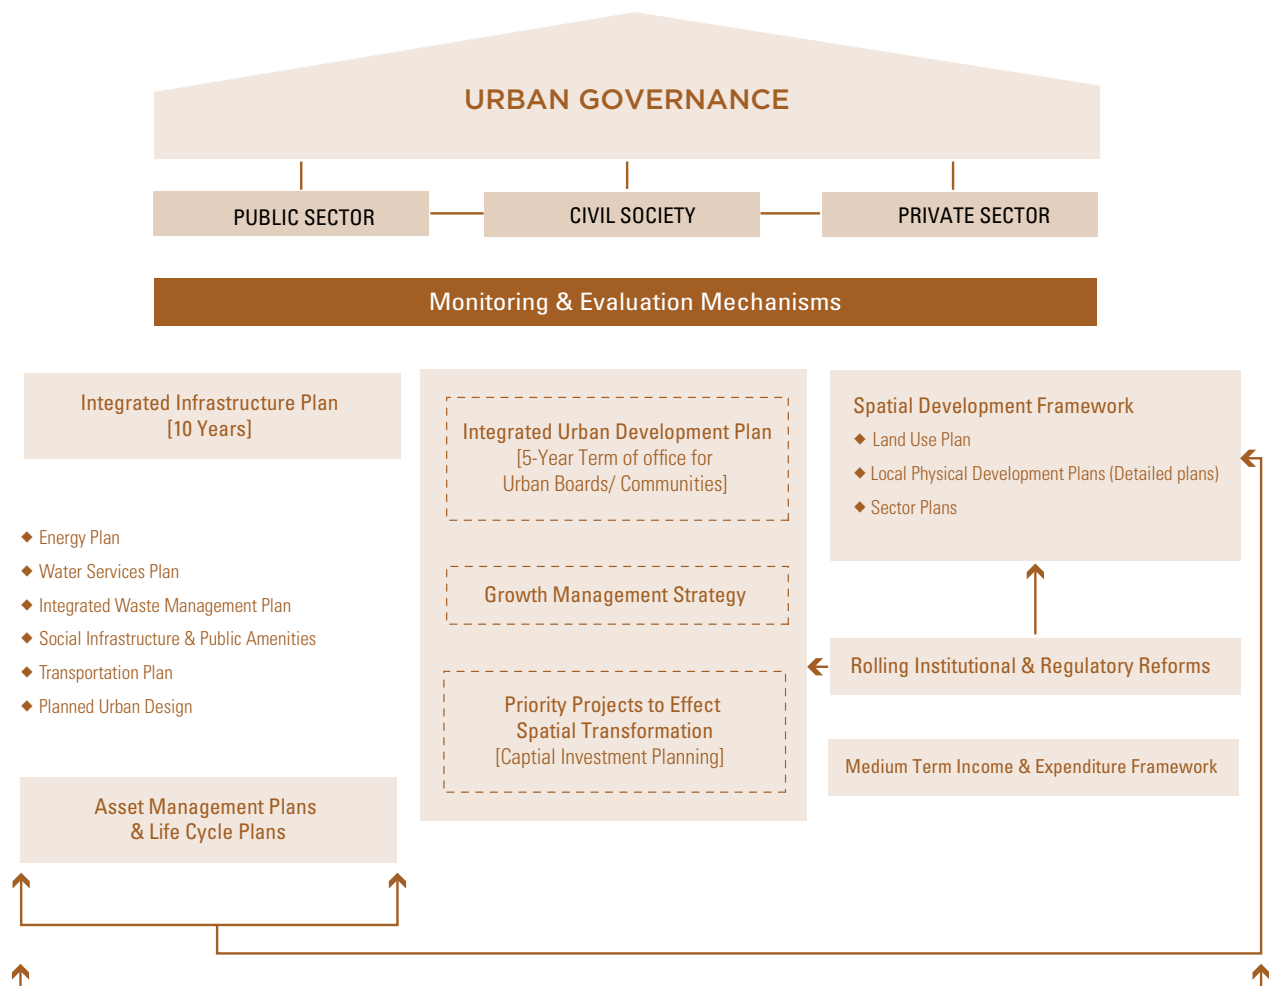 URBAN GOVERNANCE
PUBLIC SECTOR
CIVIL SOCIETY
PRIVATE SECTOR
Monitoring & Evaluation Mechanisms
Integrated Infrastructure Plan
[10 Years]
◆ Energy Plan
◆ Water Services Plan
◆ Integrated Waste Management Plan
◆ Social Infrastructure & Public Amenities
◆ Transportation Plan
◆ Planned Urban Design
Asset Management Plans
& Life Cycle Plans
Integrated Urban Development Plan
[5-Year Term of office for
Urban Boards/ Communities]
Growth Management Strategy
Priority Projects to Effect
Spatial Transformation
[Captial Investment Planning]
Spatial Development Framework
◆ Land Use Plan
◆ Local Physical Development Plans (Detailed plans)
◆ Sector Plans
Rolling Institutional & Regulatory Reforms
Medium Term Income & Expenditure Framework